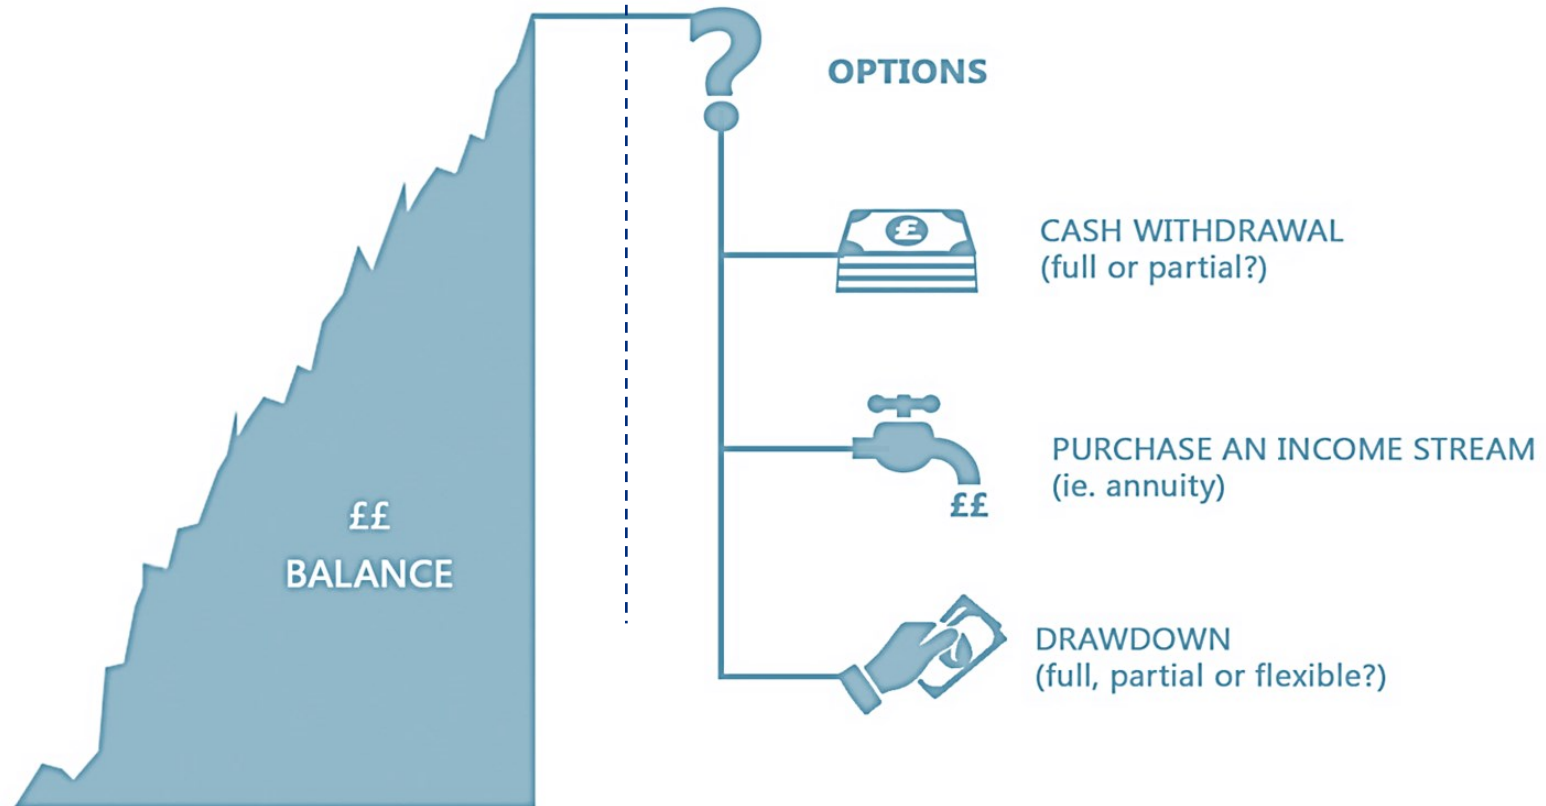 ?
OPTIONS
£
CASH WITHDRAWAL
(full or partial?)
PURCHASE AN INCOME STREAM
(ie. annuity)
££
££
BALANCE
DRAWDOWN
(full, partial or flexible?)